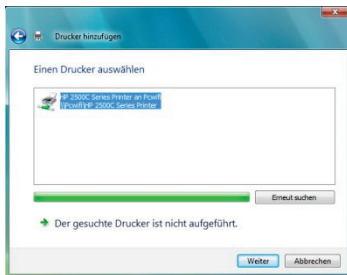 Drucker hinzufügen
Einen Drucker auswählen
HP 2500C Series Printer an Pcwifi
\\Pcwifi\HP 2500C Series Printer
Erneut suchen
Der gesuchte Drucker ist nicht aufgeführt.
Weiter
Abbrechen